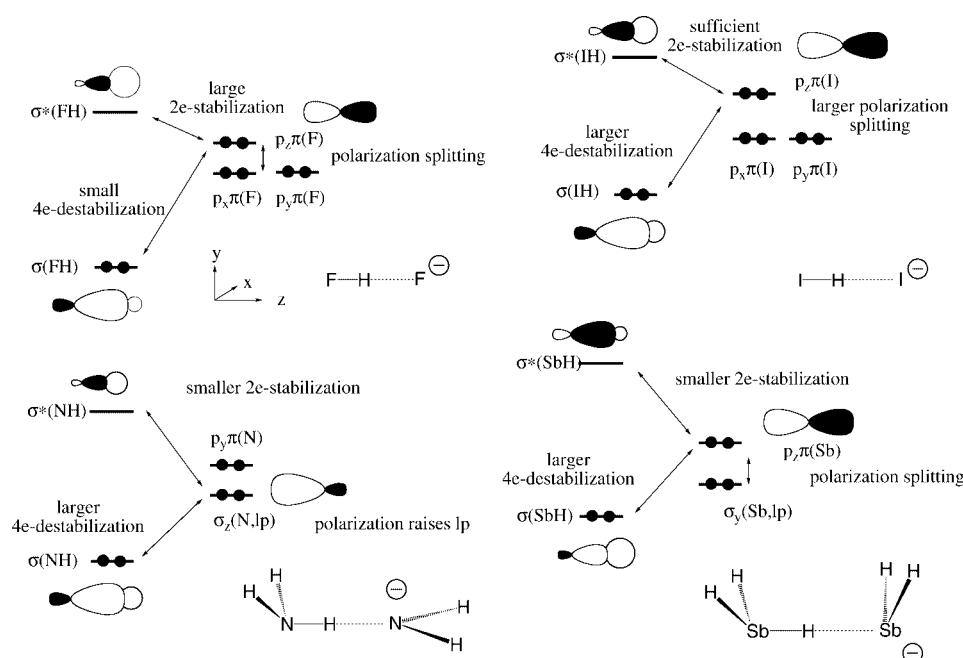 large
2e-stabilization
σ*(FH)
p_zπ(F)
polarization splitting
p_xπ(F)
p_yπ(F)
small
4e-destabilization
σ(FH)
y
x
z
F H F ⊖
sufficient
2e-stabilization
σ*(IH)
p_zπ(I)
larger polarization
splitting
larger
4e-destabilization
p_xπ(I)
p_yπ(I)
σ(IH)
I H I ⊖
smaller 2e-stabilization
σ*(NH)
p_yπ(N)
larger
4e-destabilization
σ_z(N,lp)
polarization raises lp
σ(NH)
H
H
N H N ⊖
H
H
σ*(SbH)
smaller 2e-stabilization
p_zπ(Sb)
larger
4e-destabilization
polarization splitting
σ(SbH)
σ_y(Sb,lp)
H
H
H
H
Sb H Sb
⊖